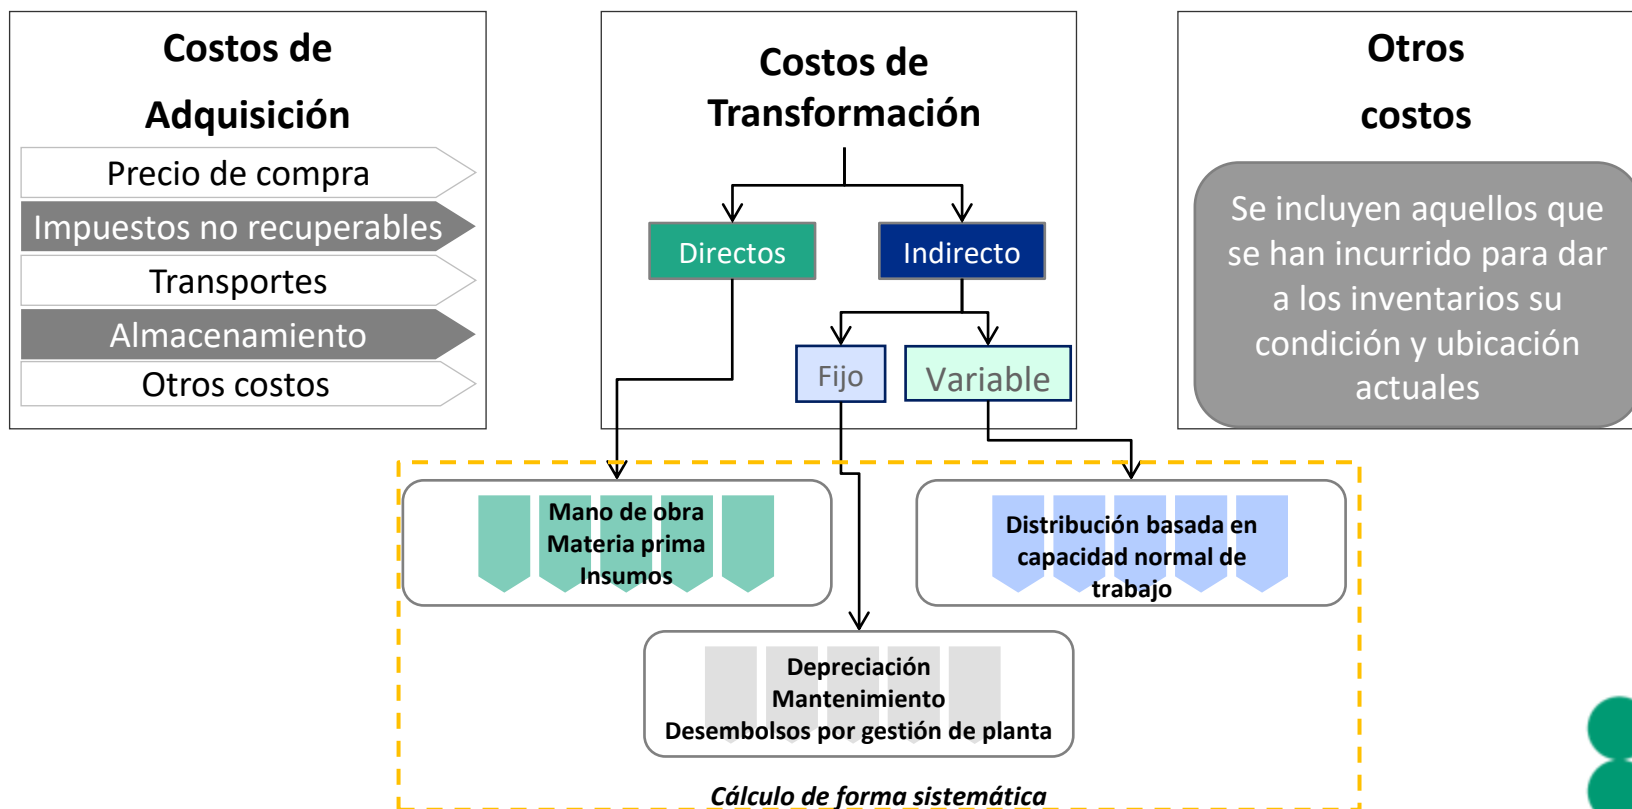 Costos de
Adquisición
Precio de compra
Impuestos no recuperables
Transportes
Almacenamiento
Otros costos
Costos de
Transformación
Directos
Indirecto
Fijo
Variable
Otros
costos
Se incluyen aquellos que
se han incurrido para dar
a los inventarios su
condición y ubicación
actuales
Mano de obra
Materia prima
Insumos
Distribución basada en
capacidad normal de
trabajo
Depreciación
Mantenimiento
Desembolsos por gestión de planta
Cálculo de forma sistemática